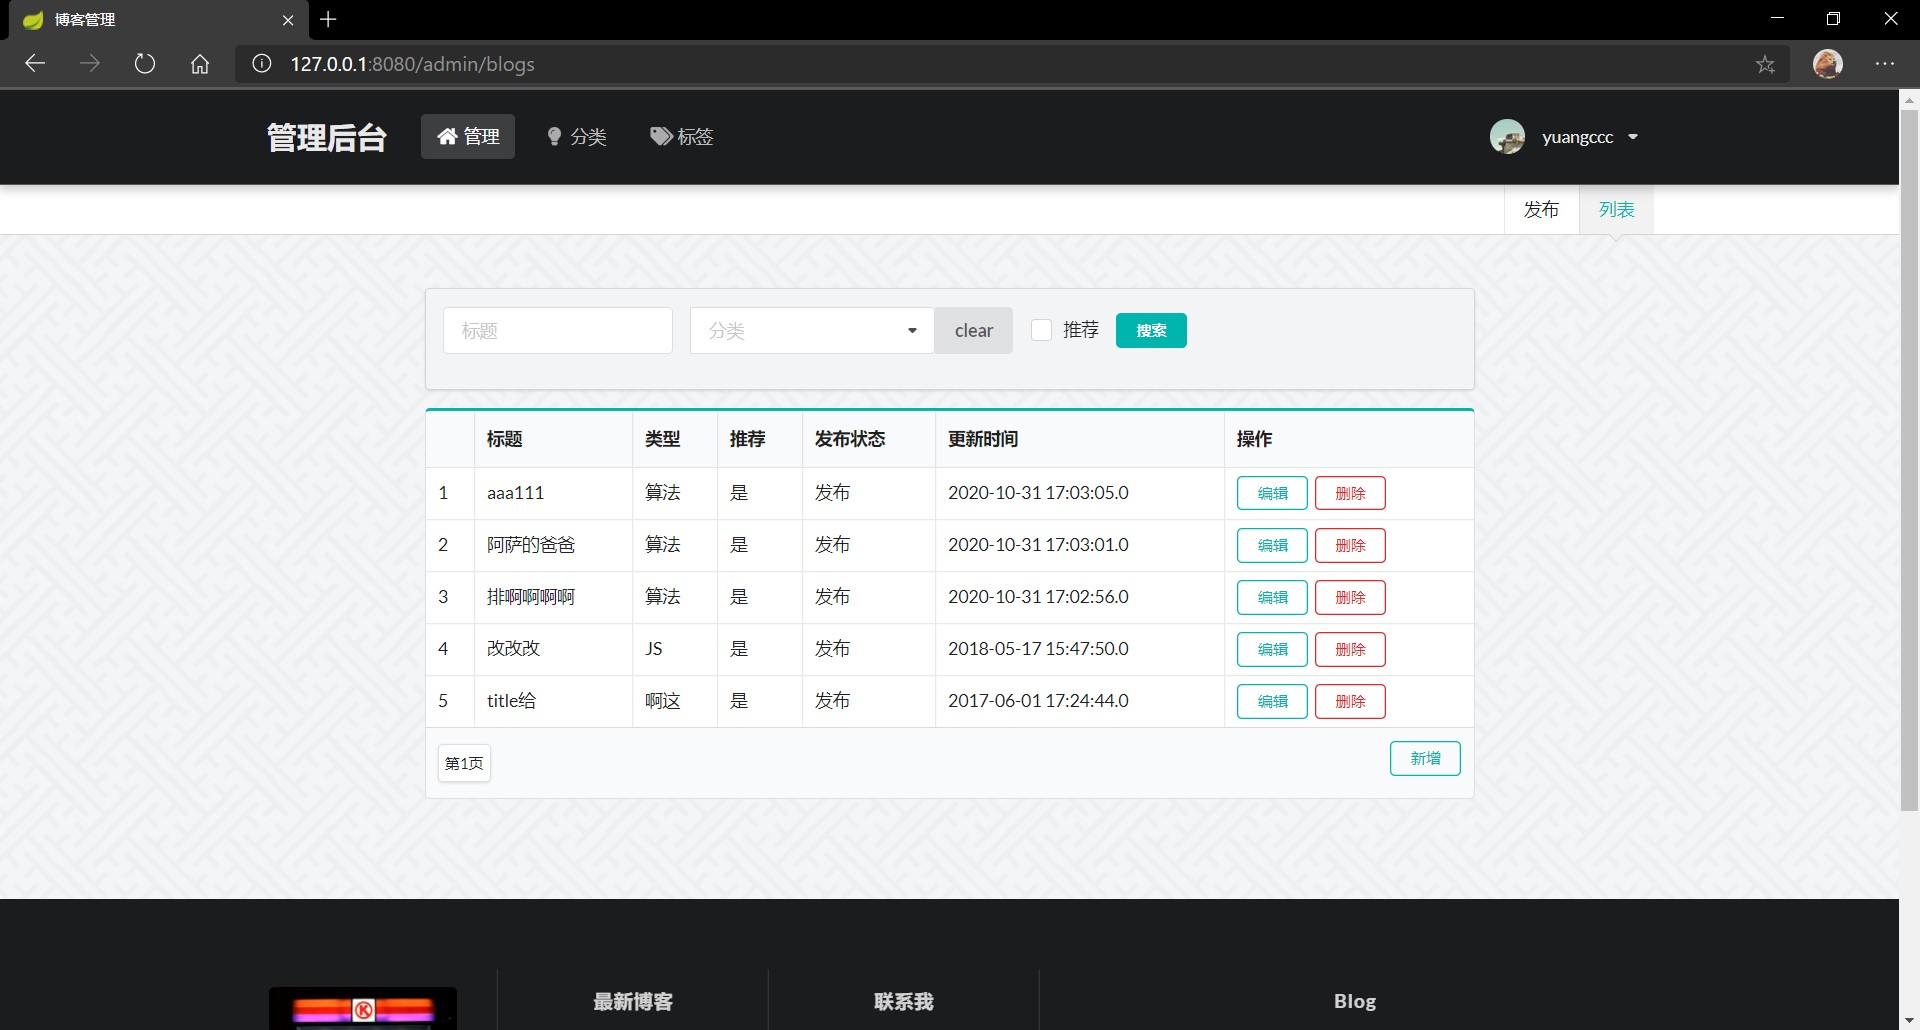 博客管理
127.0.0.1:8080/admin/blogs
管理后台 管理 分类 标签 yuangccc
发布 列表
标题 分类 clear 推荐 搜索
标题 类型 推荐 发布状态 更新时间 操作
1 aaa111 算法 是 发布 2020-10-31 17:03:05.0 编辑 删除
2 阿萨的爸爸 算法 是 发布 2020-10-31 17:03:01.0 编辑 删除
3 排啊啊啊啊 算法 是 发布 2020-10-31 17:02:56.0 编辑 删除
4 改改改 JS 是 发布 2018-05-17 15:47:50.0 编辑 删除
5 title给 啊这 是 发布 2017-06-01 17:24:44.0 编辑 删除
第1页 新增
最新博客 联系我 Blog
K